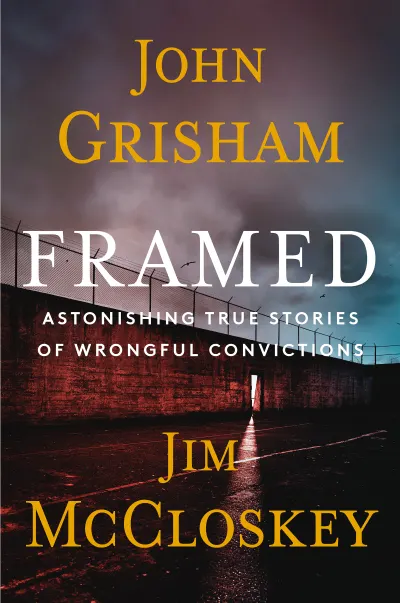 JOHN
GRISHAM
FRAMED
ASTONISHING TRUE STORIES
OF WRONGFUL CONVICTIONS
JIM
MCCLOSKEY